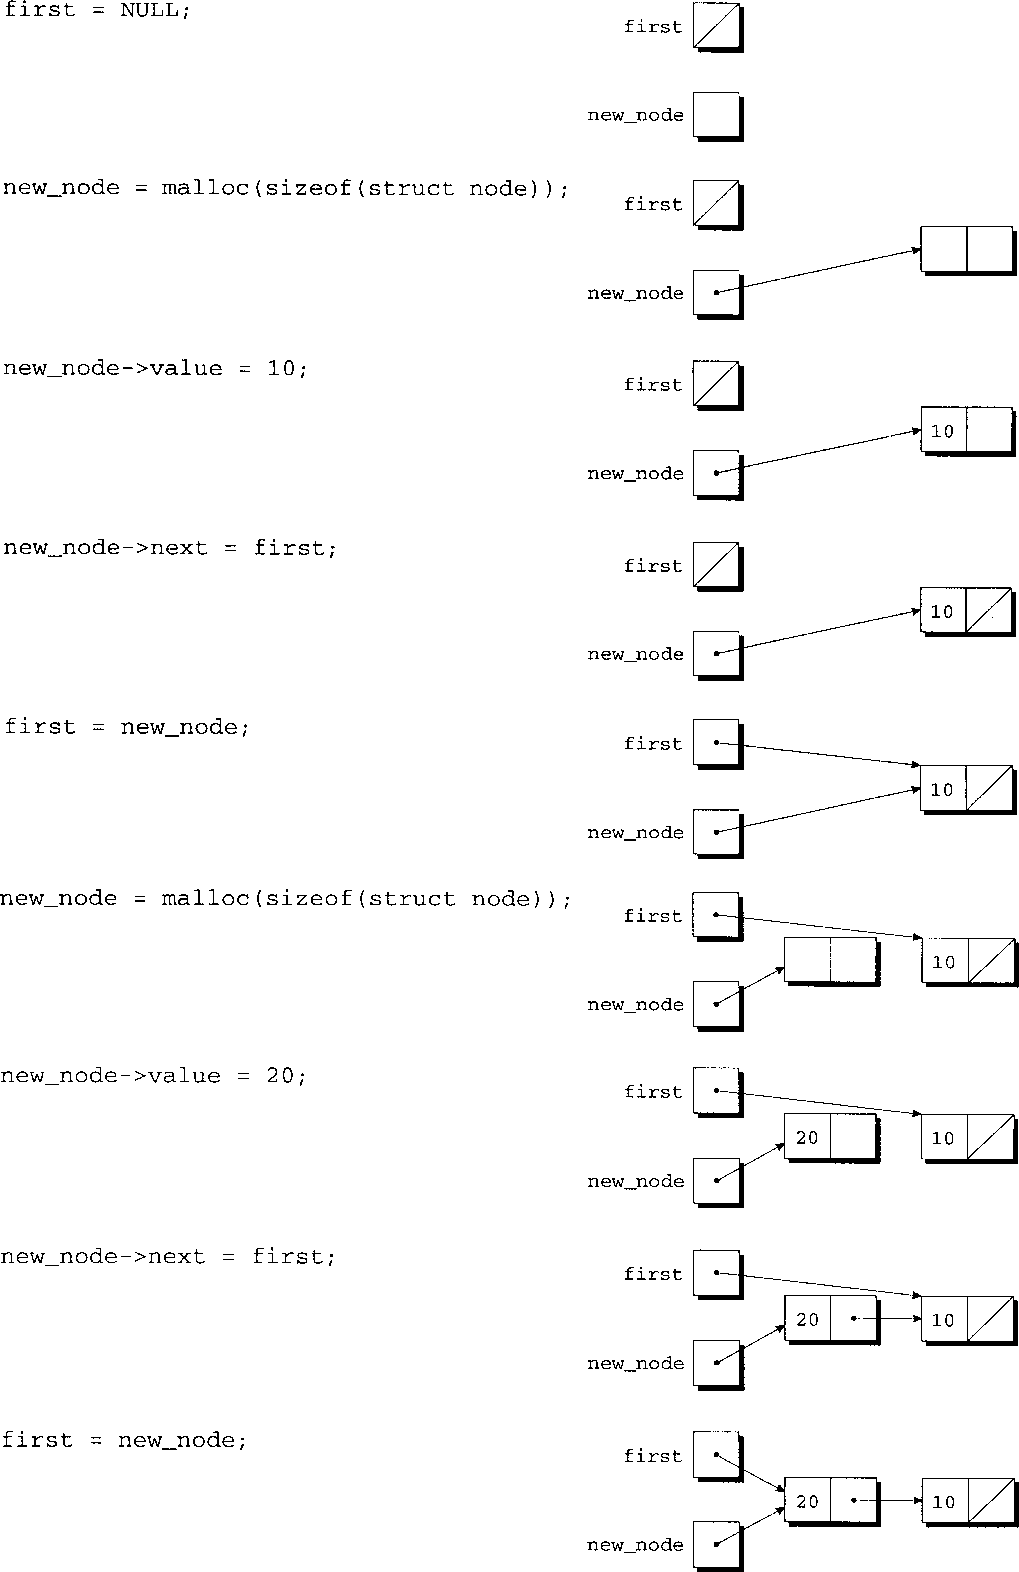 first = NULL;
first
new_node
new_node = malloc(sizeof(struct node));
first
new_node
new_node->value = 10;
first
10
new_node
new_node->next = first;
first
10
new_node
first = new_node;
first
10
new_node
new_node = malloc(sizeof(struct node));
first
10
new_node
new_node->value = 20;
first
20 10
new_node
new_node->next = first;
first
20 10
new_node
first = new_node;
first
20 10
new_node